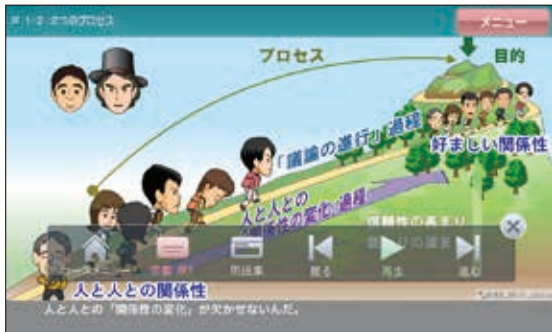 1-2 2つのプロセス
メニュー
プロセス
目的
「議論の進行」過程
好ましい関係性
人と人との
「関係性の変化」過程
信頼性の高まり
用語集
戻る
再生
進む
人と人との関係性
人と人との「関係性の変化」が欠かせないんだ。